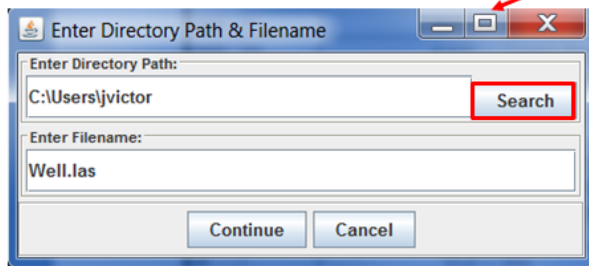 Enter Directory Path & Filename
Enter Directory Path:
C:\Users\jvictor
Search
Enter Filename:
Well.las
Continue Cancel